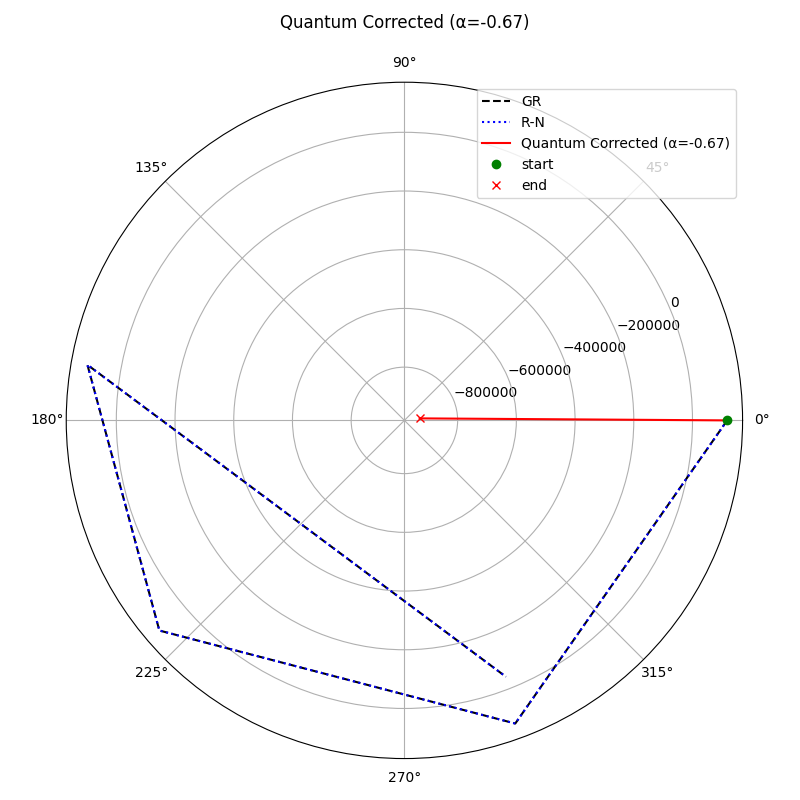 Quantum Corrected (α=-0.67)
90°
GR
R-N
Quantum Corrected (α=-0.67)
start
end
135°
45°
0
−200000
−400000
−600000
−800000
180°
0°
225°
315°
270°